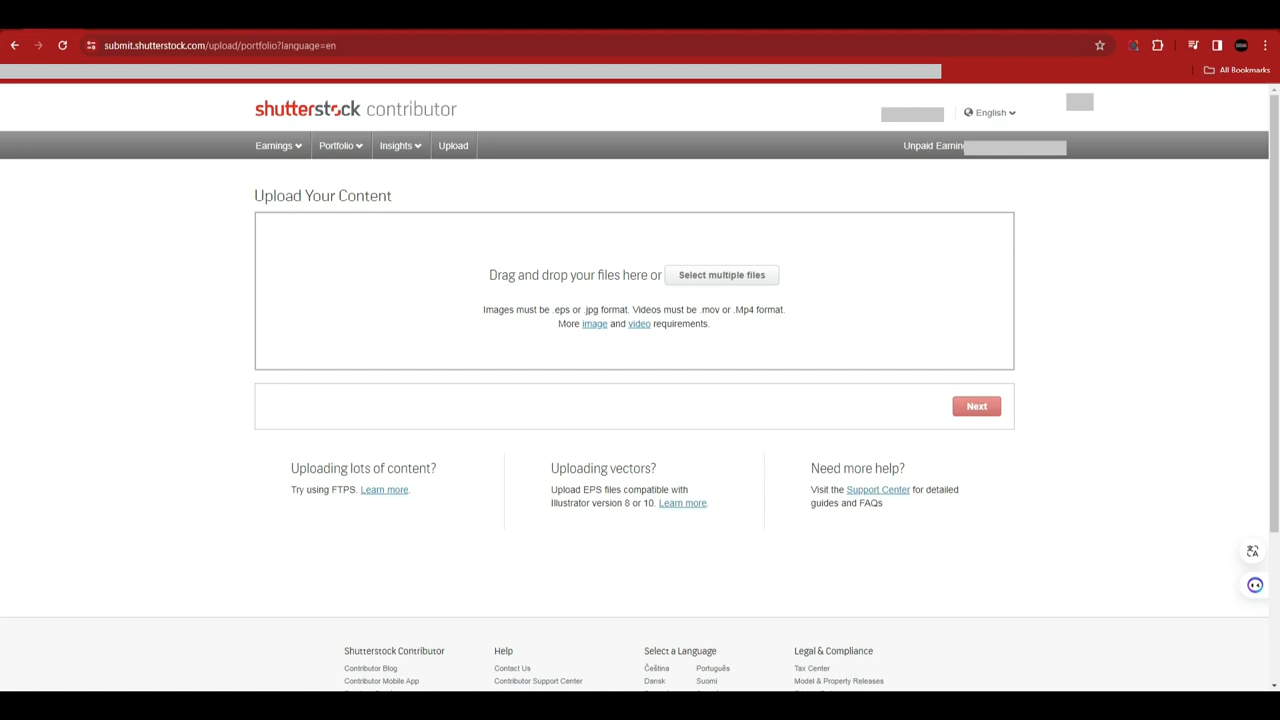 submit.shutterstock.com/upload/portfolio?language=en
All Bookmarks
shutterstock contributor
English
Earnings Portfolio Insights Upload
Unpaid Earnin
Upload Your Content
Drag and drop your files here or Select multiple files
Images must be .eps or .jpg format. Videos must be .mov or .Mp4 format.
More image and video requirements.
Next
Uploading lots of content?
Try using FTPS. Learn more.
Uploading vectors?
Upload EPS files compatible with
Illustrator version 8 or 10. Learn more.
Need more help?
Visit the Support Center for detailed
guides and FAQs
Shutterstock Contributor
Contributor Blog
Contributor Mobile App
Help
Contact Us
Contributor Support Center
Select a Language
Čeština Português
Dansk Suomi
Legal & Compliance
Tax Center
Model & Property Releases